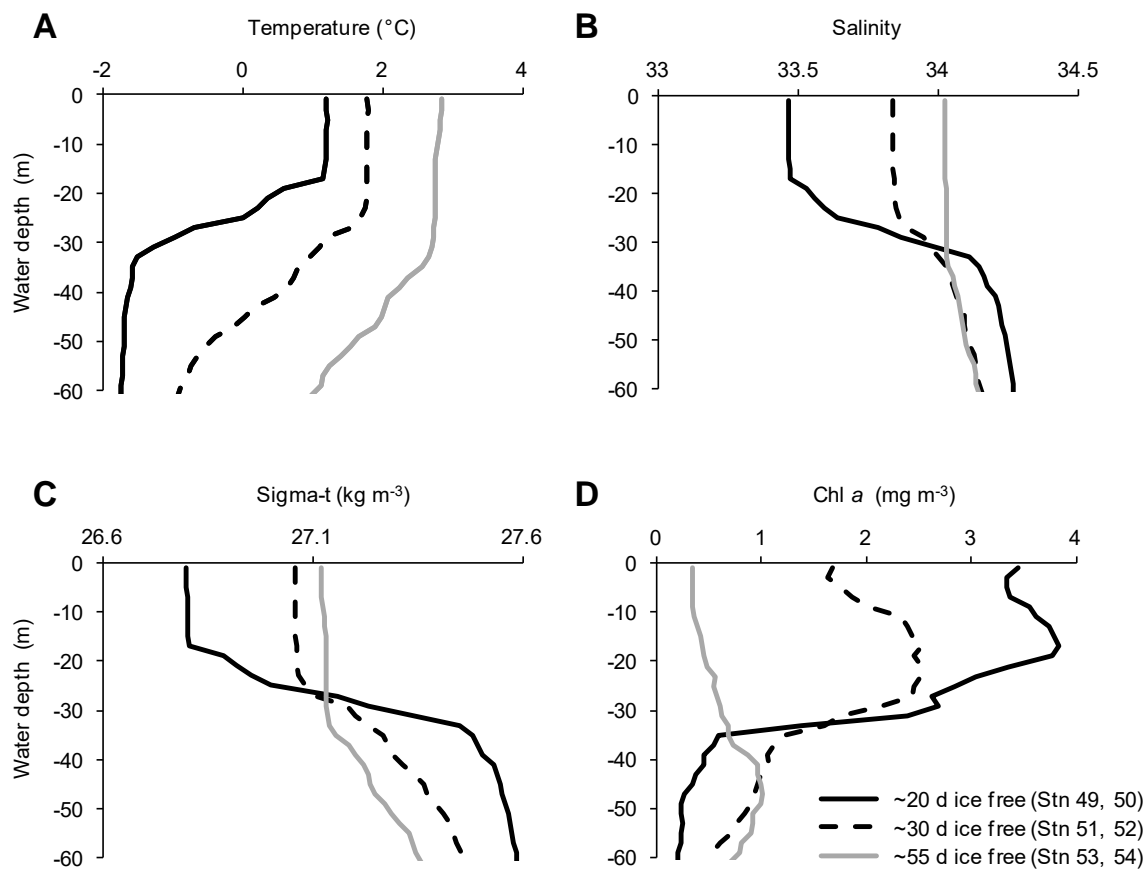 A
Temperature (°C)
-2 0 2 4
0
-10
-20
-30
-40
-50
-60
Water depth (m)
B
Salinity
33 33.5 34 34.5
0
-10
-20
-30
-40
-50
-60
C
Sigma-t (kg m-3)
26.6 27.1 27.6
0
-10
-20
-30
-40
-50
-60
Water depth (m)
D
Chl a (mg m-3)
0 1 2 3 4
0
-10
-20
-30
-40
-50
-60
~20 d ice free (Stn 49, 50)
~30 d ice free (Stn 51, 52)
~55 d ice free (Stn 53, 54)